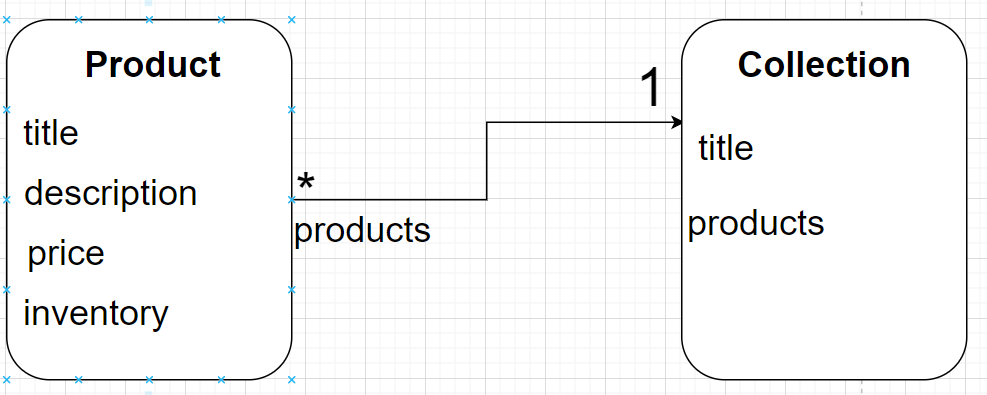 Product
title
description
price
inventory
*
products
1
Collection
title
products